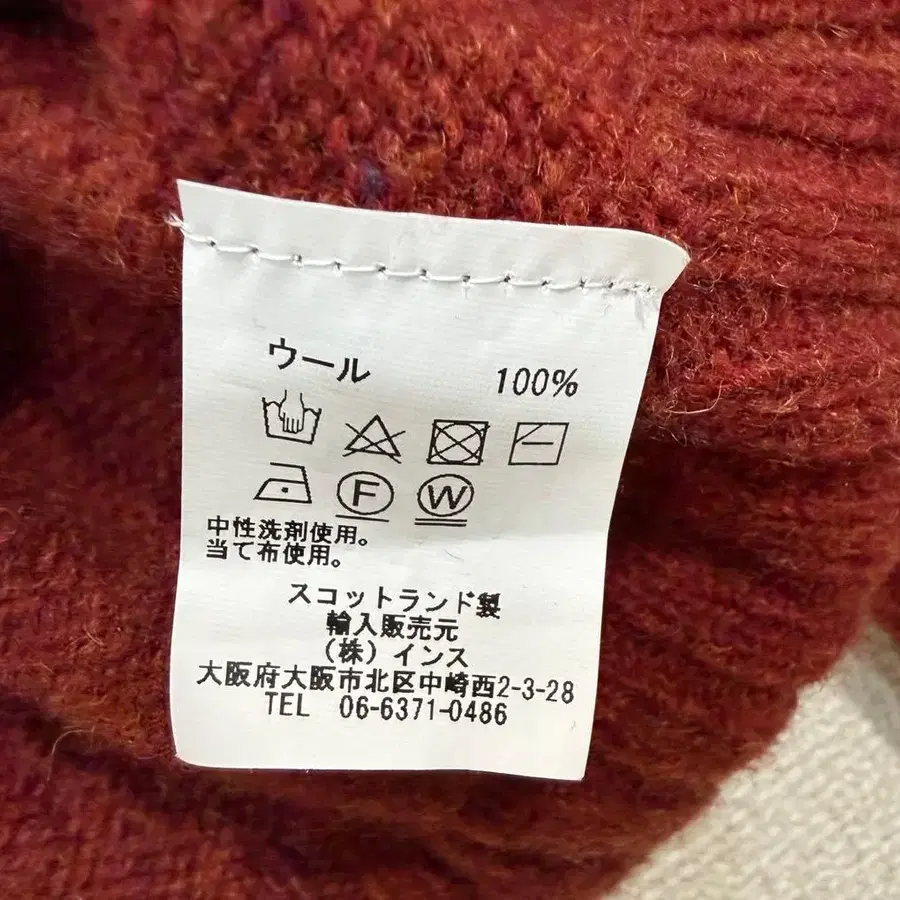 ウール 100%
F W
中性洗剤使用。
当て布使用。
スコットランド製
輸入販売元
(株)インス
大阪府大阪市北区中崎西2-3-28
TEL 06-6371-0486